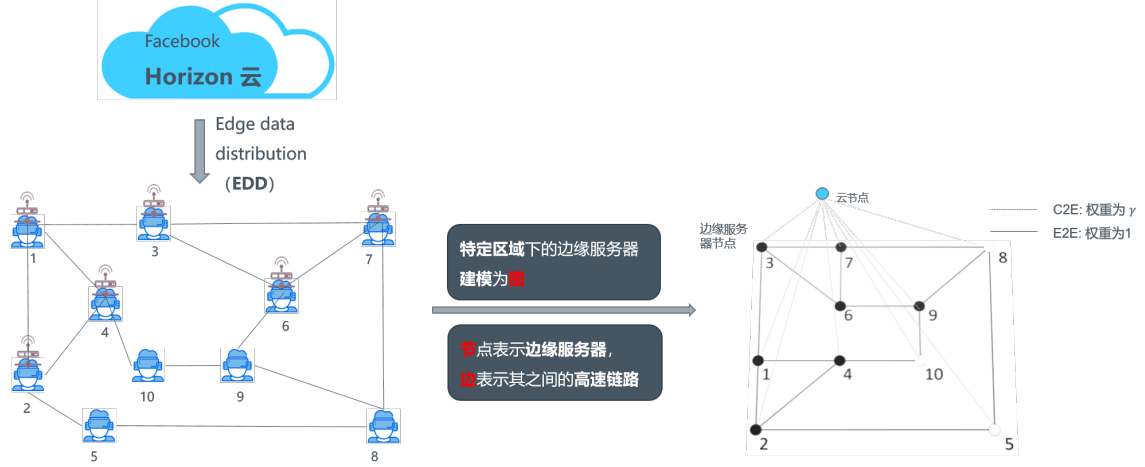 Facebook
Horizon 云
Edge data
distribution
（EDD）
1
3
7
4
6
2
10
9
5
8
特定区域下的边缘服务器
建模为图
节点表示边缘服务器，
边表示其之间的高速链路
云节点
边缘服务
器节点
3
7
8
6
9
1
4
10
2
5
C2E: 权重为 γ
E2E: 权重为1